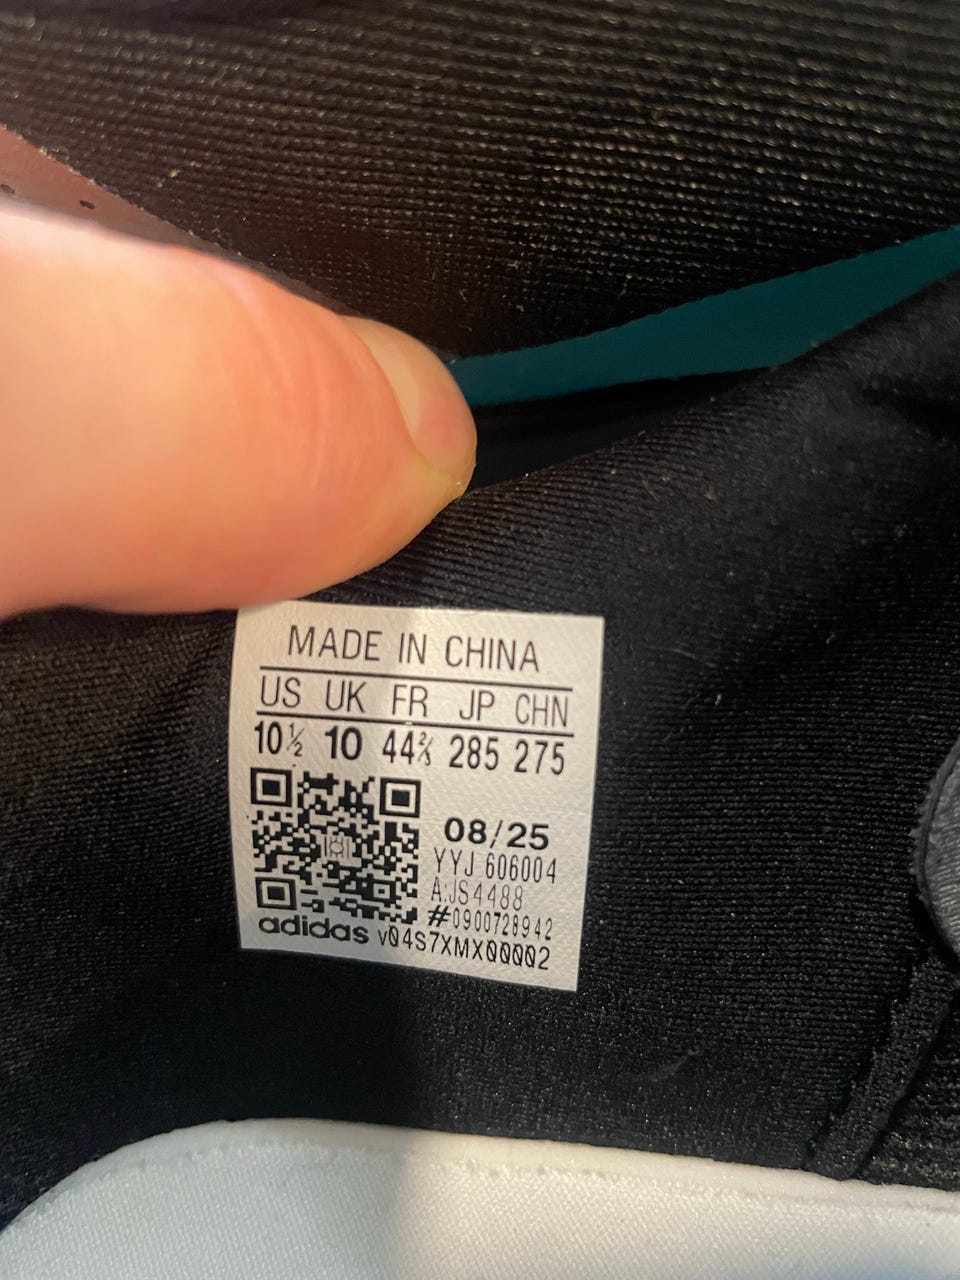 MADE IN CHINA
US UK FR JP CHN
10½ 10 44⅔ 285 275
08/25
YYJ 606004
A:JS4488
#0900728942
adidas v04S7XMX00002